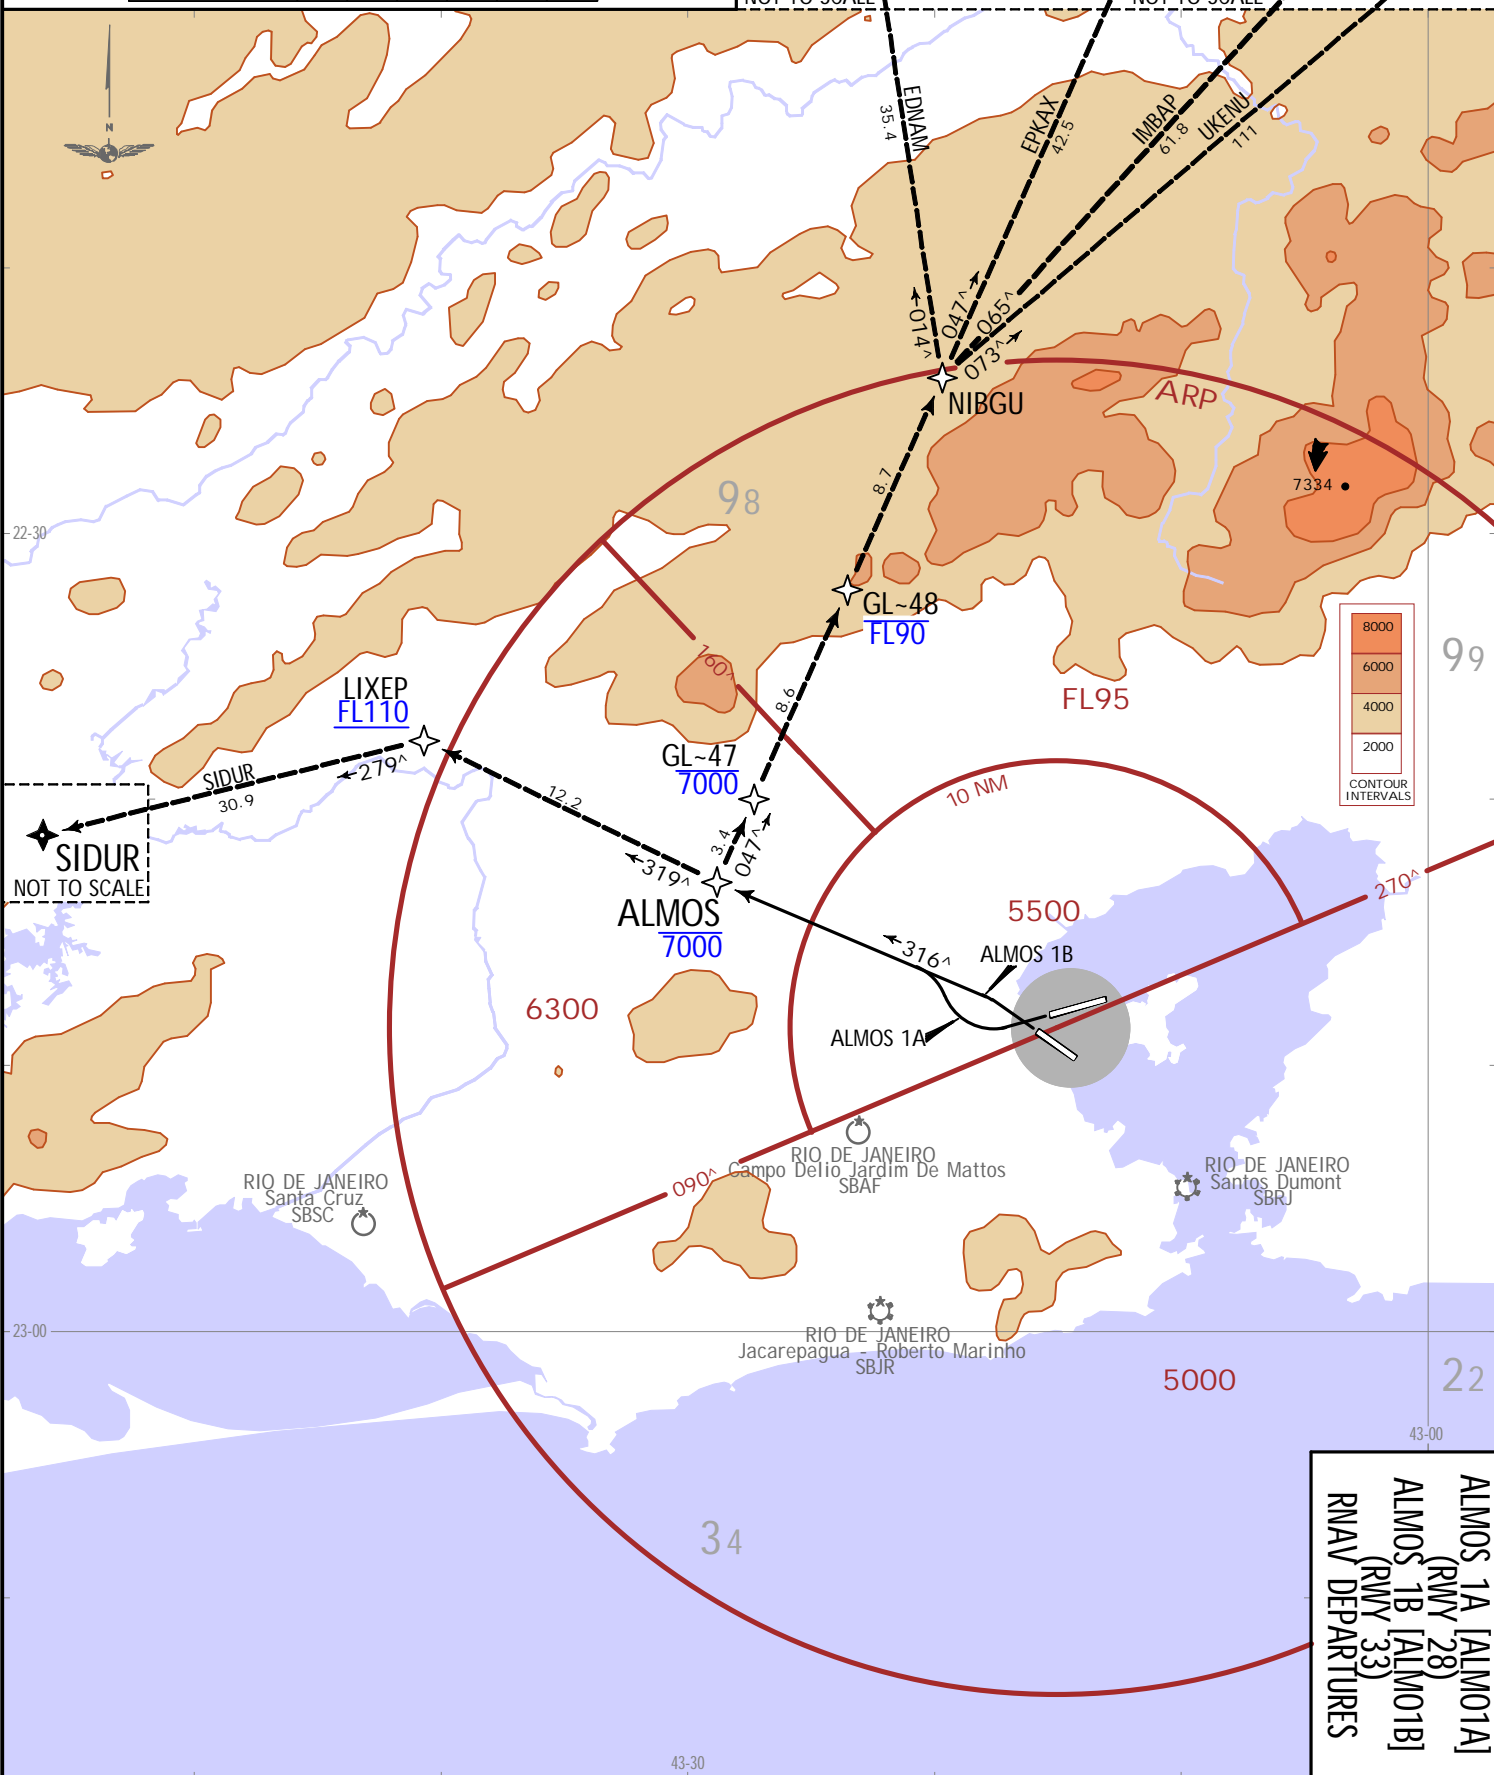 NOT TO SCALE
NOT TO SCALE
N
EDNAM
35.4
EPKAX
42.5
IMBAP
61.8
UKENU
111
014^
047^
065^
073^
NIBGU
ARP
7334
98
8.7
22-30
GL~48
FL90
8000
6000
4000
2000
CONTOUR
INTERVALS
99
160^
FL95
LIXEP
FL110
8.6
GL~47
7000
SIDUR
30.9
279^
12.2
10 NM
3.4
047^
SIDUR
NOT TO SCALE
319^
ALMOS
7000
270^
5500
316^
ALMOS 1B
6300
ALMOS 1A
090^
RIO DE JANEIRO
Campo Delio Jardim De Mattos
SBAF
RIO DE JANEIRO
Santos Dumont
SBRJ
RIO DE JANEIRO
Santa Cruz
SBSC
23-00
RIO DE JANEIRO
Jacarepagua - Roberto Marinho
SBJR
5000
22
43-00
34
43-30
ALMOS 1A [ALMO1A]
(RWY 28)
ALMOS 1B [ALMO1B]
(RWY 33)
RNAV DEPARTURES